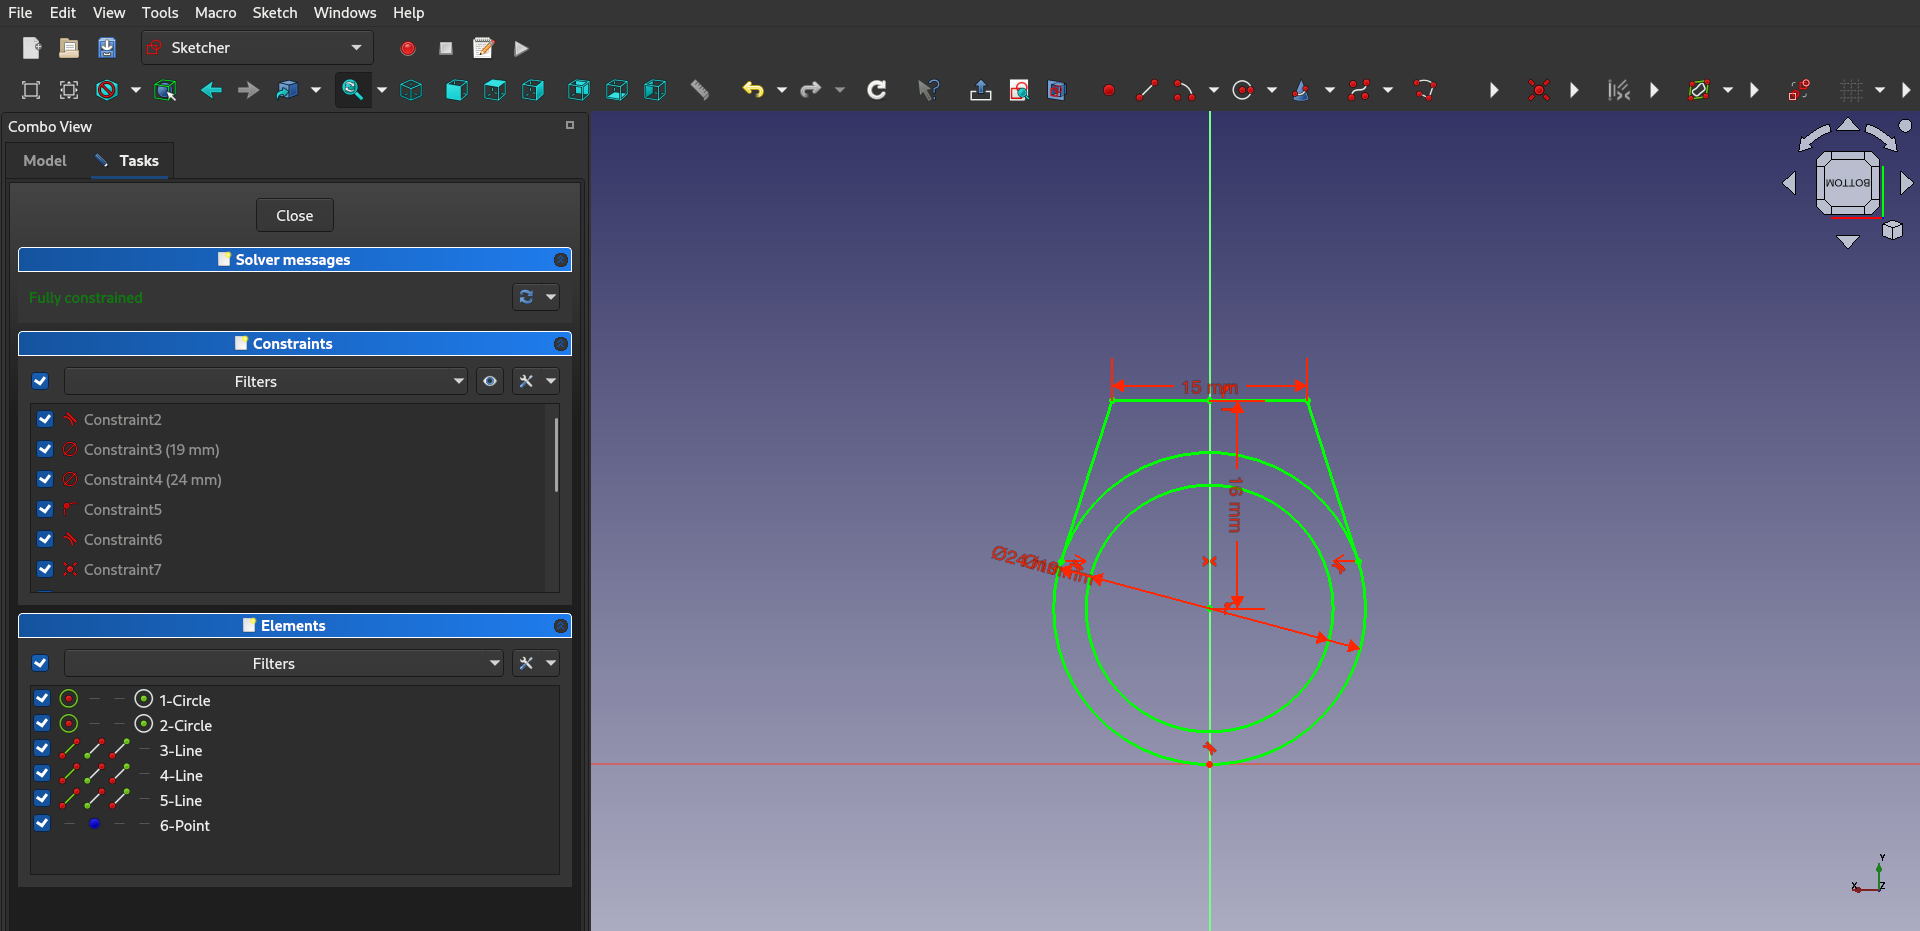 File Edit View Tools Macro Sketch Windows Help
Sketcher
Combo View
Model Tasks
Close
Solver messages
Fully constrained
Constraints
Filters
Constraint2
Constraint3 (19 mm)
Constraint4 (24 mm)
Constraint5
Constraint6
Constraint7
Elements
Filters
1-Circle
2-Circle
3-Line
4-Line
5-Line
6-Point
BOTTOM
15 mm
16 mm
Ø24
Y
X
Z